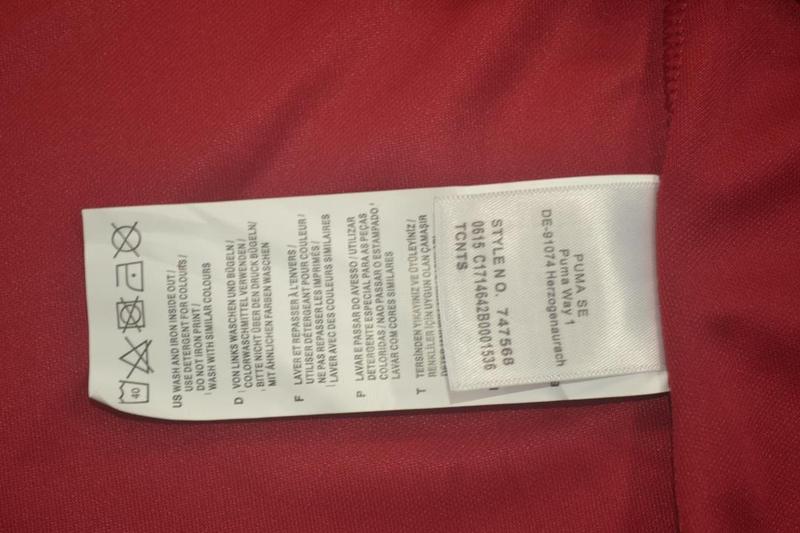 40
US WASH AND IRON INSIDE OUT /
USE DETERGENT FOR COLOURS /
DO NOT IRON PRINT /
WASH WITH SIMILAR COLOURS
D VON LINKS WASCHEN UND BÜGELN /
COLORWASCHMITTEL VERWENDEN /
BITTE NICHT ÜBER DEN DRUCK BÜGELN /
MIT ÄHNLICHEN FARBEN WASCHEN
F LAVER ET REPASSER À L'ENVERS /
UTILISER DÉTERGENT POUR COULEUR /
NE PAS REPASSER LES IMPRIMÉS /
LAVER AVEC DES COULEURS SIMILAIRES
P LAVAR E PASSAR DO AVESSO / UTILIZAR
DETERGENTE ESPECIAL PARA AS PEÇAS
COLORIDAS / NÃO PASSAR O ESTAMPADO /
LAVAR COM CORES SIMILARES
T TERSİNDEN YIKAYINIZ VE ÜTÜLEYİNİZ /
RENKLİLER İÇİN UYGUN OLAN ÇAMAŞIR
TCNTS
0615 C1714642B0001536
STYLE NO. 747568
DE-91074 Herzogenaurach
Puma Way 1
PUMA SE